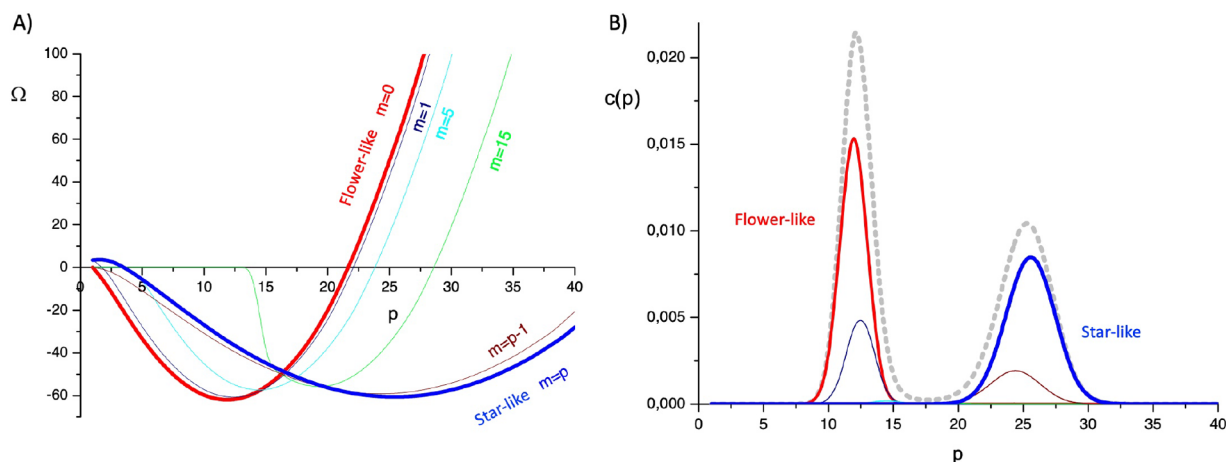 A)
B)
100
80
60
40
20
0
-20
-40
-60
Ω
5
10
15
20
25
30
35
40
p
Flower-like m=0
m=1
m=5
m=15
m=p-1
Star-like m=p
0,020
0,015
0,010
0,005
0,000
c(p)
Flower-like
Star-like
0
5
10
15
20
25
30
35
40
p